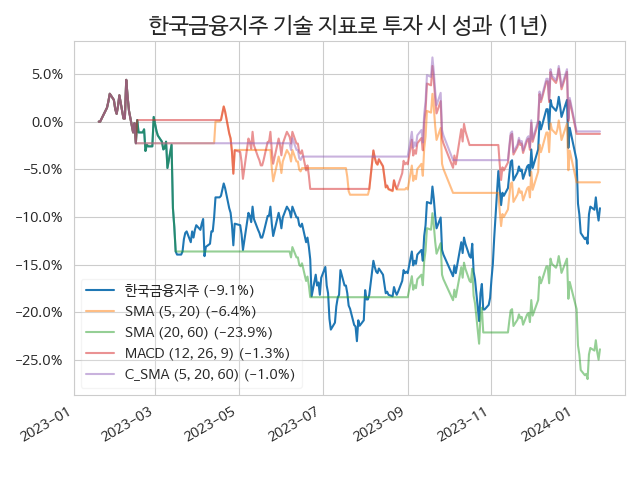 한국금융지주 기술 지표로 투자 시 성과 (1년)
5.0%
0.0%
−5.0%
−10.0%
−15.0%
−20.0%
−25.0%
한국금융지주 (−9.1%)
SMA (5, 20) (−6.4%)
SMA (20, 60) (−23.9%)
MACD (12, 26, 9) (−1.3%)
C_SMA (5, 20, 60) (−1.0%)
2023−01
2023−03
2023−05
2023−07
2023−09
2023−11
2024−01